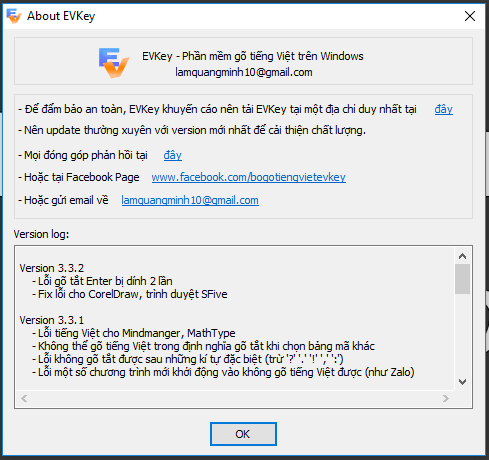 About EVKey
EVKey - Phần mềm gõ tiếng Việt trên Windows
lamquangminh10@gmail.com
- Để đảm bảo an toàn, EVKey khuyến cáo nên tải EVKey tại một địa chỉ duy nhất tại đây
- Nên update thường xuyên với version mới nhất để cải thiện chất lượng.
- Mọi đóng góp phản hồi tại đây
- Hoặc tại Facebook Page www.facebook.com/bogotiengvietevkey
- Hoặc gửi email về lamquangminh10@gmail.com
Version log:
Version 3.3.2
- Lỗi gõ tắt Enter bị dính 2 lần
- Fix lỗi cho CorelDraw, trình duyệt SFive
Version 3.3.1
- Lỗi tiếng Việt cho Mindmanger, MathType
- Không thể gõ tiếng Việt trong định nghĩa gõ tắt khi chọn bảng mã khác
- Lỗi không gõ tắt được sau những kí tự đặc biệt (trừ '?' '.' '!' ',' ';')
- Lỗi một số chương trình mới khởi động vào không gõ tiếng Việt được (như Zalo)
OK